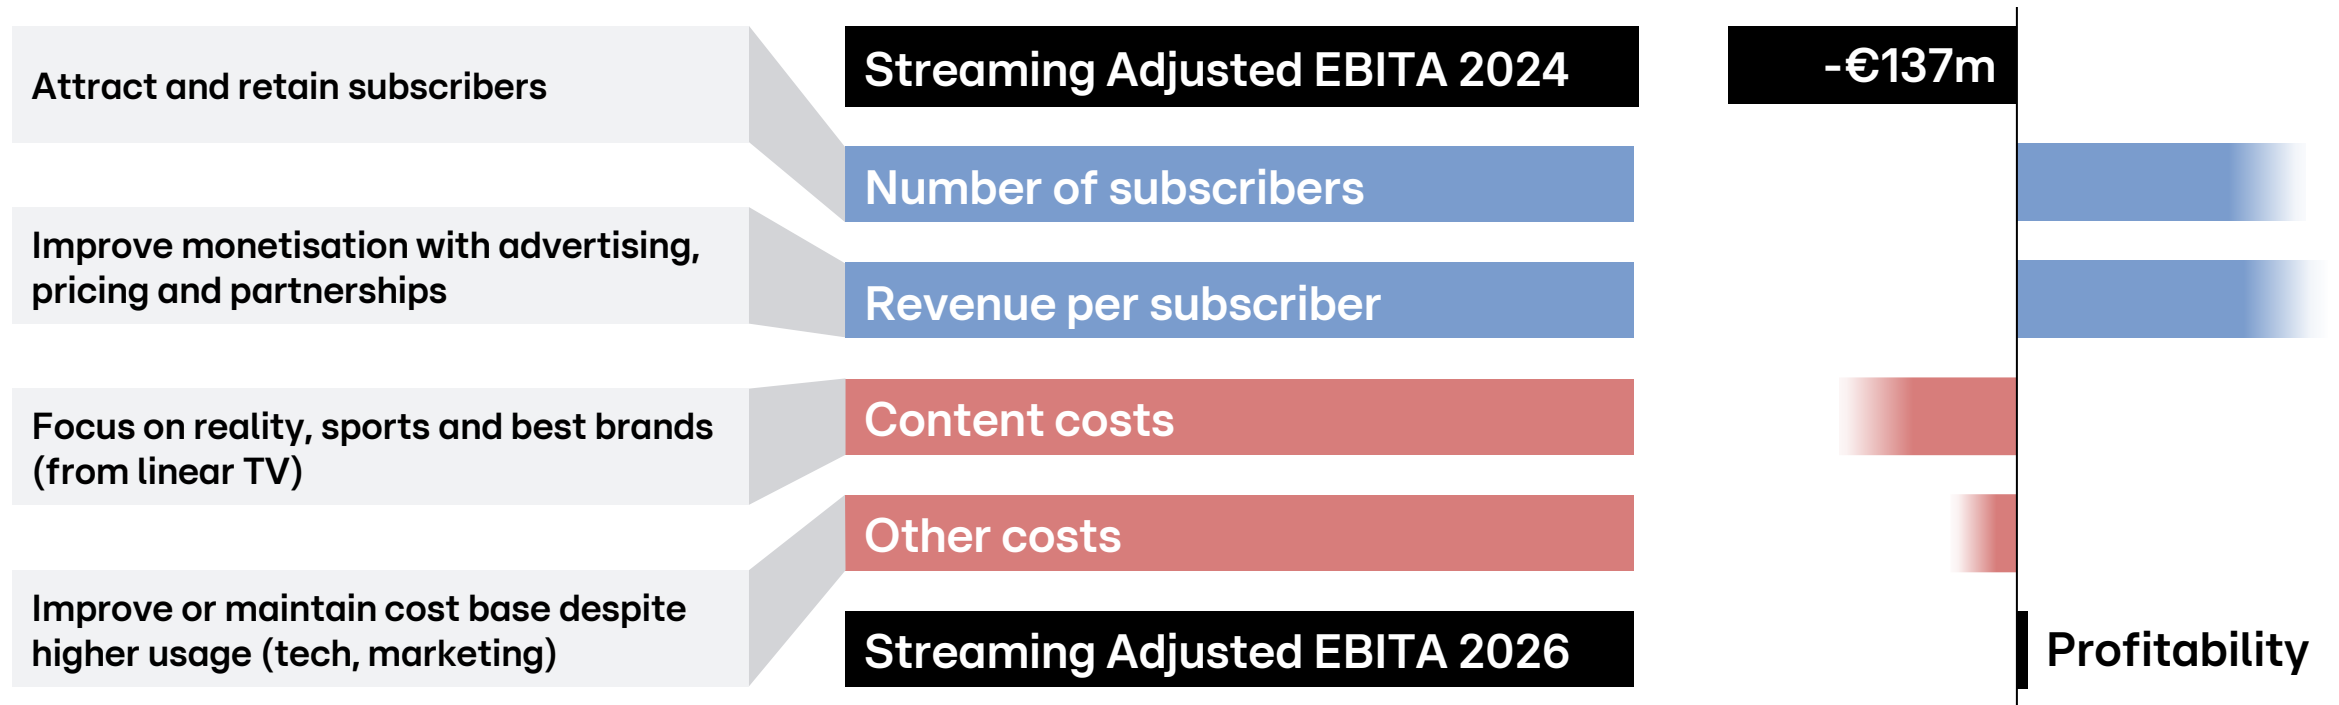 Attract and retain subscribers
Improve monetisation with advertising,
pricing and partnerships
Focus on reality, sports and best brands
(from linear TV)
Improve or maintain cost base despite
higher usage (tech, marketing)
Streaming Adjusted EBITA 2024
-€137m
Number of subscribers
Revenue per subscriber
Content costs
Other costs
Streaming Adjusted EBITA 2026
Profitability